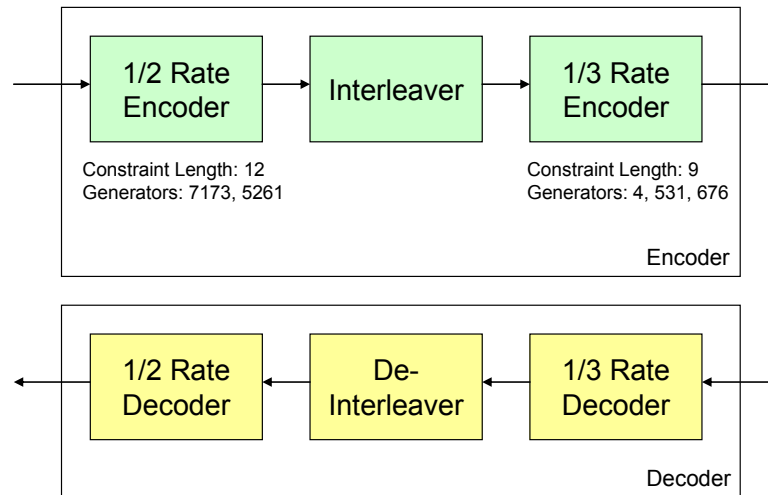 1/2 Rate
Encoder
Interleaver
1/3 Rate
Encoder
Constraint Length: 12
Generators: 7173, 5261
Constraint Length: 9
Generators: 4, 531, 676
Encoder
1/2 Rate
Decoder
De-
Interleaver
1/3 Rate
Decoder
Decoder